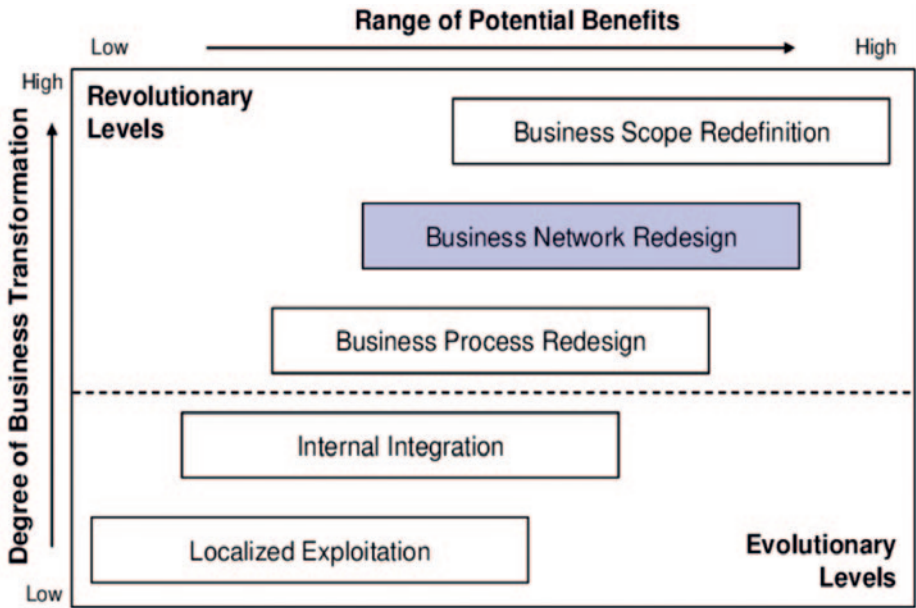 Range of Potential Benefits
Low
High
High
Degree of Business Transformation
Revolutionary
Levels
Business Scope Redefinition
Business Network Redesign
Business Process Redesign
Internal Integration
Localized Exploitation
Evolutionary
Levels
Low